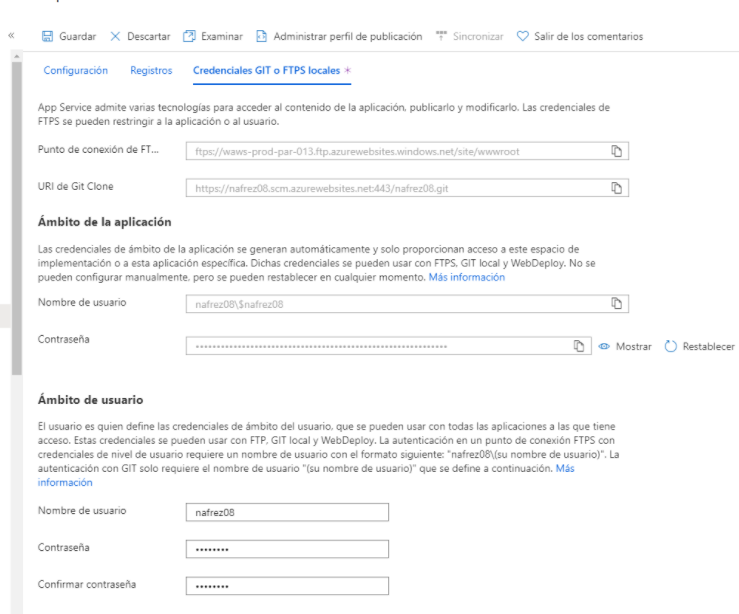 « Guardar Descartar Examinar Administrar perfil de publicación Sincronizar Salir de los comentarios
Configuración Registros Credenciales GIT o FTPS locales *
App Service admite varias tecnologías para acceder al contenido de la aplicación, publicarlo y modificarlo. Las credenciales de
FTPS se pueden restringir a la aplicación o al usuario.
Punto de conexión de FT... ftps://waws-prod-par-013.ftp.azurewebsites.windows.net/site/wwwroot
URI de Git Clone https://nafrez08.scm.azurewebsites.net:443/nafrez08.git
Ámbito de la aplicación
Las credenciales de ámbito de la aplicación se generan automáticamente y solo proporcionan acceso a este espacio de
implementación o a esta aplicación específica. Dichas credenciales se pueden usar con FTPS, GIT local y WebDeploy. No se
pueden configurar manualmente, pero se pueden restablecer en cualquier momento. Más información
Nombre de usuario nafrez08\$nafrez08
Contraseña Mostrar Restablecer
Ámbito de usuario
El usuario es quien define las credenciales de ámbito del usuario, que se pueden usar con todas las aplicaciones a las que tiene
acceso. Estas credenciales se pueden usar con FTP, GIT local y WebDeploy. La autenticación en un punto de conexión FTPS con
credenciales de nivel de usuario requiere un nombre de usuario con el formato siguiente: "nafrez08\(su nombre de usuario)". La
autenticación con GIT solo requiere el nombre de usuario "(su nombre de usuario)" que se define a continuación. Más
información
Nombre de usuario nafrez08
Contraseña ••••••••
Confirmar contraseña ••••••••